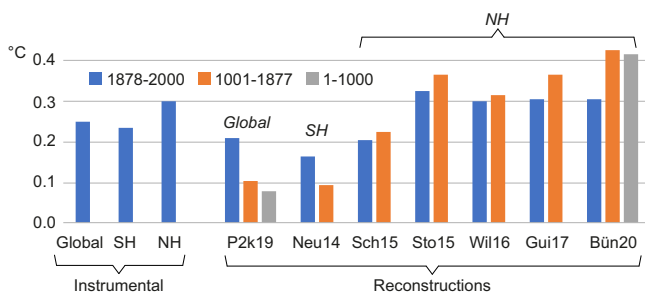 NH
°C
0.4
1878-2000 1001-1877 1-1000
0.3
Global SH
0.2
0.1
0.0
Global SH NH P2k19 Neu14 Sch15 Sto15 Wil16 Gui17 Bün20
Instrumental Reconstructions